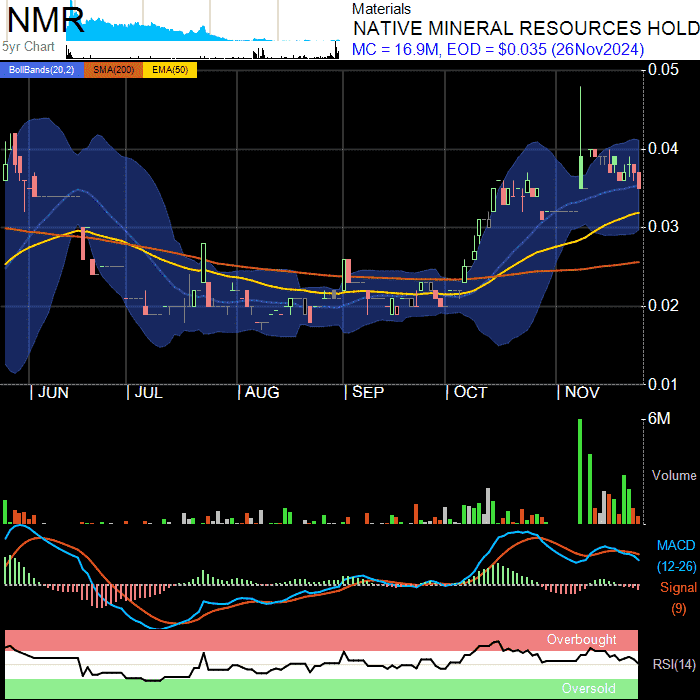 NMR
5yr Chart
Materials
NATIVE MINERAL RESOURCES HOLD
MC = 16.9M, EOD = $0.035 (26Nov2024)
BollBands(20,2) SMA(200) EMA(50)
0.05
0.04
0.03
0.02
0.01
JUN JUL AUG SEP OCT NOV
6M
Volume
MACD
(12-26)
Signal
(9)
Overbought
RSI(14)
Oversold